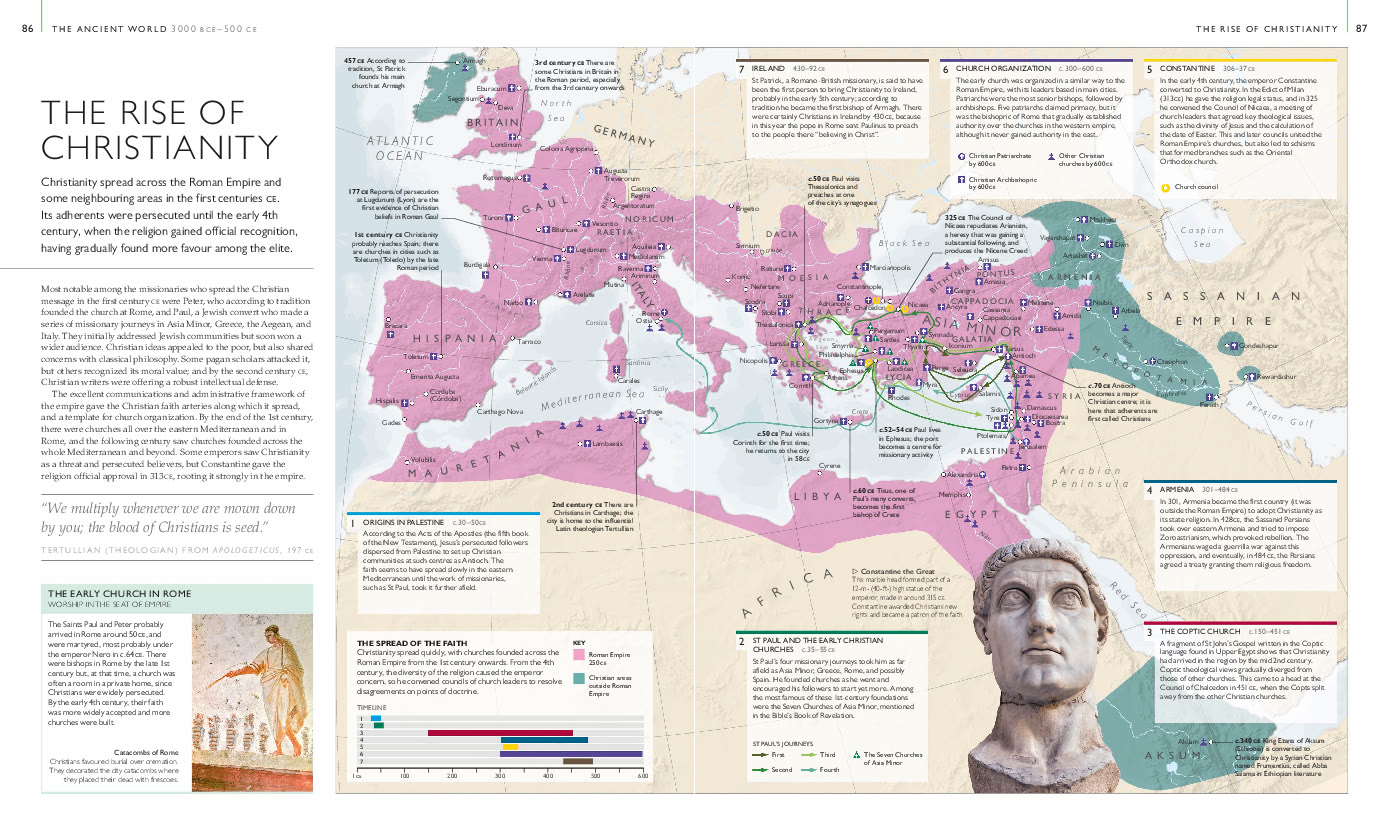 86 THE ANCIENT WORLD 3000 BCE–500 CE
THE RISE OF CHRISTIANITY 87
THE RISE OF
CHRISTIANITY
Christianity spread across the Roman Empire and
some neighbouring areas in the first centuries CE.
Its adherents were persecuted until the early 4th
century, when the religion gained official recognition,
having gradually found more favour among the elite.
Most notable among the missionaries who spread the Christian
message in the first century CE were Peter, who according to tradition
founded the church at Rome, and Paul, a Jewish convert who made a
series of missionary journeys in Asia Minor, Greece, the Aegean, and
Italy. They initially addressed Jewish communities but soon won a
wider audience. Christian ideas appealed to the poor, but also shared
concerns with classical philosophy. Some pagan scholars attacked it,
but others recognized its moral value; and by the second century CE,
Christian writers were offering a robust intellectual defense.
The excellent communications and administrative framework of
the empire gave the Christian faith arteries along which it spread,
and a template for church organization. By the end of the 1st century,
there were churches all over the eastern Mediterranean and in
Rome, and the following century saw churches founded across the
whole Mediterranean and beyond. Some emperors saw Christianity
as a threat and persecuted believers, but Constantine gave the
religion official approval in 313CE, rooting it strongly in the empire.
“We multiply whenever we are mown down
by you; the blood of Christians is seed.”
TERTULLIAN (THEOLOGIAN) FROM APOLOGETICUS, 197 CE
THE EARLY CHURCH IN ROME
WORSHIP IN THE SEAT OF EMPIRE
The Saints Paul and Peter probably
arrived in Rome around 50CE, and
were martyred, most probably under
the emperor Nero in c.64CE. There
were bishops in Rome by the late 1st
century but, at that time, a church was
often a room in a private home, since
Christians were widely persecuted.
By the early 4th century, their faith
was more widely accepted and more
churches were built.
Catacombs of Rome
Christians favoured burial over cremation.
They decorated the city catacombs where
they placed their dead with frescoes.
457 CE According to
tradition, St Patrick
founds his main
church at Armagh
3rd century CE There are
some Christians in Britain in
the Roman period, especially
from the 3rd century onwards
177 CE Reports of persecution
at Lugdunum (Lyon) are the
first evidence of Christian
beliefs in Roman Gaul
1st century CE Christianity
probably reaches Spain; there
are churches in cities such as
Toletum (Toledo) by the late
Roman period
7 IRELAND 430–92 CE
St Patrick, a Romano-British missionary, is said to have
been the first person to bring Christianity to Ireland,
probably in the early 5th century; according to
tradition he became the first bishop of Armagh. There
were certainly Christians in Ireland by 430CE, because
in this year the pope in Rome sent Paulinus to preach
to the people there “believing in Christ”.
6 CHURCH ORGANIZATION c. 300–600 CE
The early church was organized in a similar way to the
Roman Empire, with its leaders based in main cities.
Patriarchs were the most senior bishops, followed by
archbishops. Five patriarchs claimed primacy, but it
was the bishopric of Rome that gradually established
authority over the churches in the western empire,
although it never gained authority in the east.
Christian Patriarchate
by 600CE
Other Christian
churches by 600CE
Christian Archbishopric
by 600CE
5 CONSTANTINE 306–37 CE
In the early 4th century, the emperor Constantine
converted to Christianity. In the Edict of Milan
(313CE) he gave the religion legal status, and in 325
he convened the Council of Nicaea, a meeting of
church leaders that agreed key theological issues,
such as the divinity of Jesus and the calculation of
the date of Easter. This and later councils united the
Roman Empire's churches, but also led to schisms
that formed branches such as the Oriental
Orthodox church.
Church council
c.50 CE Paul visits
Thessalonica and
preaches at one
of the city's synagogues
325 CE The Council of
Nicaea repudiates Arianism,
a heresy that was gaining a
substantial following, and
produces the Nicene Creed
ATLANTIC
OCEAN
North
Sea
BRITAIN
GERMANY
GAUL
NORICUM
RAETIA
ITALY
HISPANIA
MAURETANIA
DACIA
MOESIA
THRACE
GREECE
BITHYNIA
PONTUS
CAPPADOCIA
ASIA MINOR
GALATIA
LYCIA
ARMENIA
MESOPOTAMIA
SYRIA
PALESTINE
LIBYA
EGYPT
AFRICA
AKSUM
SASSANIAN
EMPIRE
Black Sea
Caspian
Sea
Mediterranean Sea
Persian Gulf
Arabian
Peninsula
Red Sea
Balearic Islands
Corsica
Sardinia
Sicily
Crete
Cyprus
Nile
Armagh
Eburacum
Segontium
Deva
Londinium
Colonia Agrippina
Augusta
Treverorum
Rotomagus
Castra
Regina
Argentoratum
Turoni
Vesontio
Bituricae
Lugdunum
Vienna
Burdigala
Narbo
Arelate
Aquileia
Mediolanum
Ravenna
Ariminum
Mutina
Rome
Ostia
Bracara
Toletum
Tarraco
Emerita Augusta
Corduba
(Córdoba)
Hispalis
Carthago Nova
Gades
Volubilis
Carales
Carthage
Lambaesis
Brigetio
Sirmium
Ratiaria
Marcianopolis
Scupi
Stobi
Scodra
Adrianople
Constantinople
Chalcedon
Nicaea
Thessalonica
Larissa
Nicopolis
Corinth
Athens
Pergamum
Sardes
Smyrna
Philadelphia
Ephesus
Laodicea
Rhodes
Gortyna
Cyrene
Amisus
Amasia
Gangra
Ancyra
Caesarea
Cappadociae
Melitene
Iconium
Tarsus
Perge
Seleucia
Myra
Salamis
Antioch
Apamea
Sidon
Tyre
Damascus
Diocaesarea
Bostra
Ptolemais
Jerusalem
Petra
Alexandria
Memphis
Edessa
Amida
Nisibis
Arbela
Mtskheta
Vagarshapat
Dvin
Artashat
Ctesiphon
Gondeshapur
Rewardashur
Perath
Tigris
Euphrates
Aksum
c.70 CE Antioch
becomes a major
Christian centre; it is
here that adherents are
first called Christians
c.50 CE Paul visits
Corinth for the first time;
he returns to the city
in 58CE
c.52–54 CE Paul lives
in Ephesus; the port
becomes a centre for
missionary activity
c.60 CE Titus, one of
Paul's many converts,
becomes the first
bishop of Crete
2nd century CE There are
Christians in Carthage; the
city is home to the influential
Latin theologian Tertullian
1 ORIGINS IN PALESTINE c.30–50CE
According to the Acts of the Apostles (the fifth book
of the New Testament), Jesus's persecuted followers
dispersed from Palestine to set up Christian
communities at such centres as Antioch. The
faith seems to have spread slowly in the eastern
Mediterranean until the work of missionaries,
such as St Paul, took it further afield.
4 ARMENIA 301–484 CE
In 301, Armenia became the first country (it was
outside the Roman Empire) to adopt Christianity as
its state religion. In 428CE, the Sassanid Persians
took over eastern Armenia and tried to impose
Zoroastrianism, which provoked rebellion. The
Armenians waged a guerrilla war against this
oppression, and eventually, in 484 CE, the Persians
agreed a treaty granting them religious freedom.
▷ Constantine the Great
This marble head formed part of a
12-m- (40-ft-) high statue of the
emperor, made in around 315 CE.
Constantine awarded Christians new
rights and became a patron of the faith.
THE SPREAD OF THE FAITH
Christianity spread quickly, with churches founded across the
Roman Empire from the 1st century onwards. From the 4th
century, the diversity of the religion caused the emperor
concern, so he convened councils of church leaders to resolve
disagreements on points of doctrine.
KEY
Roman Empire
250CE
Christian areas
outside Roman
Empire
TIMELINE
1
2
3
4
5
6
7
1 CE 100 200 300 400 500 600
2 ST PAUL AND THE EARLY CHRISTIAN
CHURCHES c.35–55 CE
St Paul's four missionary journeys took him as far
afield as Asia Minor, Greece, Rome, and possibly
Spain. He founded churches as he went and
encouraged his followers to start yet more. Among
the most famous of these 1st-century foundations
were the Seven Churches of Asia Minor, mentioned
in the Bible's Book of Revelation.
ST PAUL'S JOURNEYS
First
Third
The Seven Churches
of Asia Minor
Second
Fourth
3 THE COPTIC CHURCH c.150–451 CE
A fragment of St John's Gospel written in the Coptic
language found in Upper Egypt shows that Christianity
had arrived in the region by the mid 2nd century.
Coptic theological views gradually diverged from
those of other churches. This came to a head at the
Council of Chalcedon in 451 CE, when the Copts split
away from the other Christian churches.
c.340 CE King Ezana of Aksum
(Ethiopia) is converted to
Christianity by a Syrian Christian
named Frumentius, called Abba
Salama in Ethiopian literature